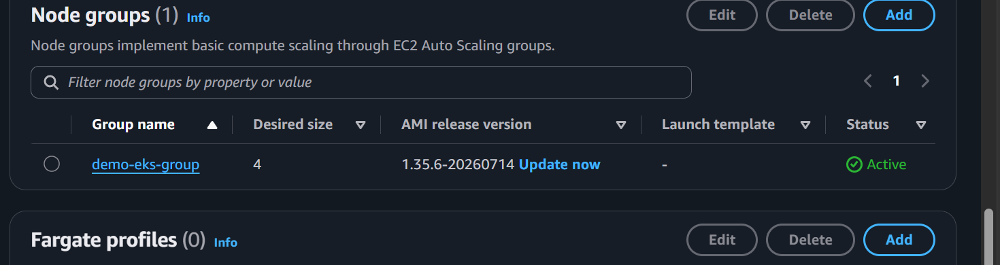 Node groups (1) Info Edit Delete Add
Node groups implement basic compute scaling through EC2 Auto Scaling groups.
Filter node groups by property or value 1
Group name Desired size AMI release version Launch template Status
demo-eks-group 4 1.35.6-20260714 Update now - Active
Fargate profiles (0) Info Edit Delete Add